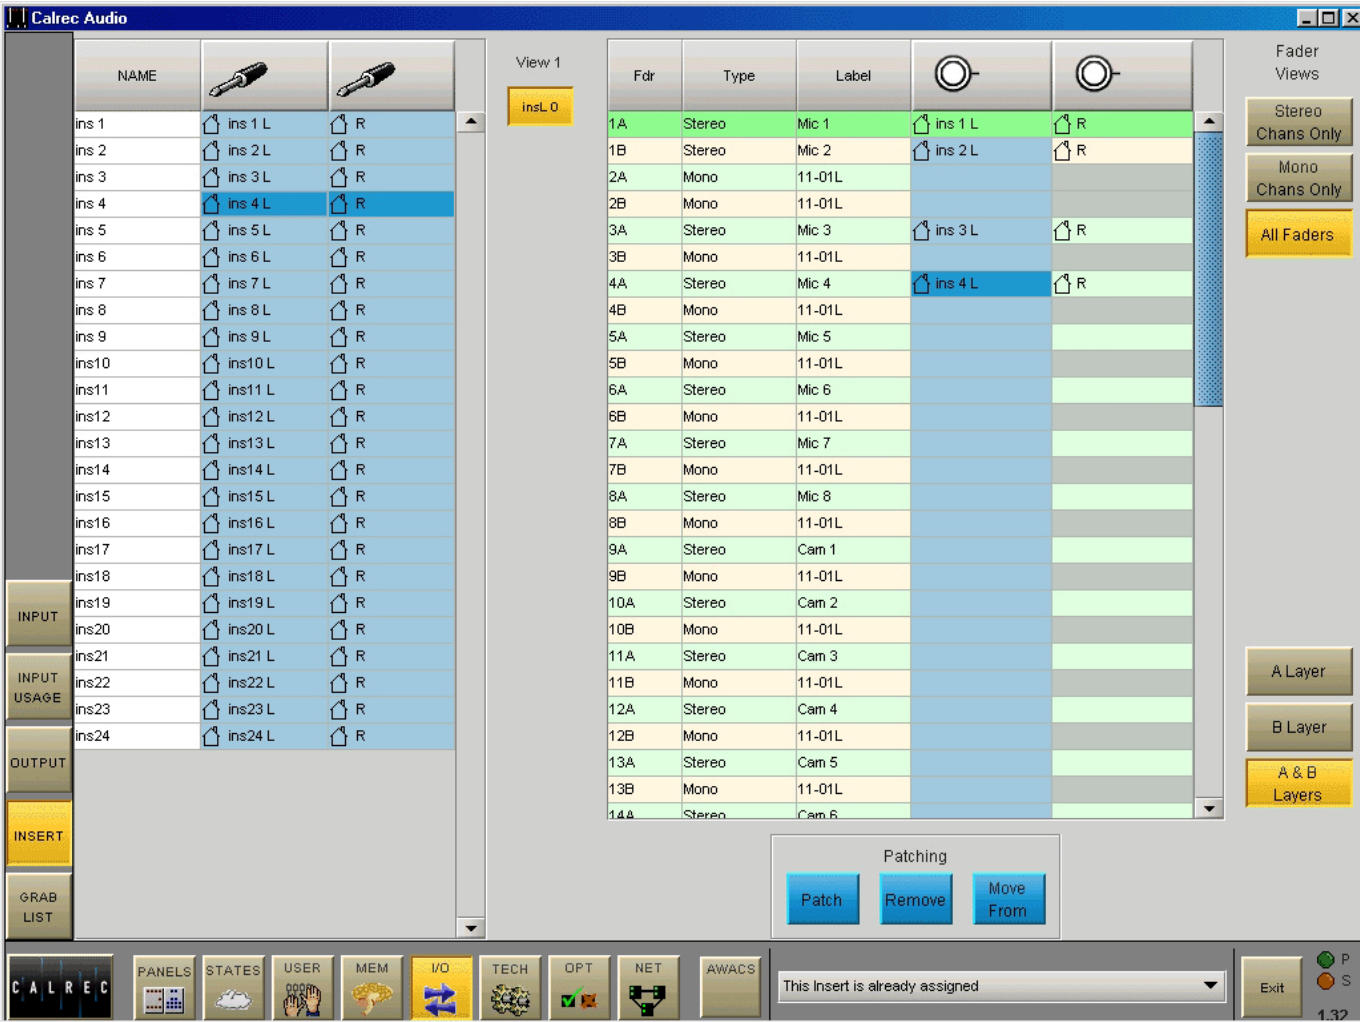 Calrec Audio
NAME
View 1
insL 0
Fdr Type Label
Fader
Views
Stereo
Chans Only
Mono
Chans Only
All Faders
A Layer
B Layer
A & B
Layers
ins 1 ins 1 L R
ins 2 ins 2 L R
ins 3 ins 3 L R
ins 4 ins 4 L R
ins 5 ins 5 L R
ins 6 ins 6 L R
ins 7 ins 7 L R
ins 8 ins 8 L R
ins 9 ins 9 L R
ins10 ins10 L R
ins11 ins11 L R
ins12 ins12 L R
ins13 ins13 L R
ins14 ins14 L R
ins15 ins15 L R
ins16 ins16 L R
ins17 ins17 L R
ins18 ins18 L R
ins19 ins19 L R
ins20 ins20 L R
ins21 ins21 L R
ins22 ins22 L R
ins23 ins23 L R
ins24 ins24 L R
1A Stereo Mic 1 ins 1 L R
1B Stereo Mic 2 ins 2 L R
2A Mono 11-01L
2B Mono 11-01L
3A Stereo Mic 3 ins 3 L R
3B Mono 11-01L
4A Stereo Mic 4 ins 4 L R
4B Mono 11-01L
5A Stereo Mic 5
5B Mono 11-01L
6A Stereo Mic 6
6B Mono 11-01L
7A Stereo Mic 7
7B Mono 11-01L
8A Stereo Mic 8
8B Mono 11-01L
9A Stereo Cam 1
9B Mono 11-01L
10A Stereo Cam 2
10B Mono 11-01L
11A Stereo Cam 3
11B Mono 11-01L
12A Stereo Cam 4
12B Mono 11-01L
13A Stereo Cam 5
13B Mono 11-01L
14A Stereo Cam 6
INPUT
INPUT
USAGE
OUTPUT
INSERT
GRAB
LIST
Patching
Patch
Remove
Move
From
CALREC
PANELS
STATES
USER
MEM
I/O
TECH
OPT
NET
AWACS
This Insert is already assigned
Exit
P
S
1.32